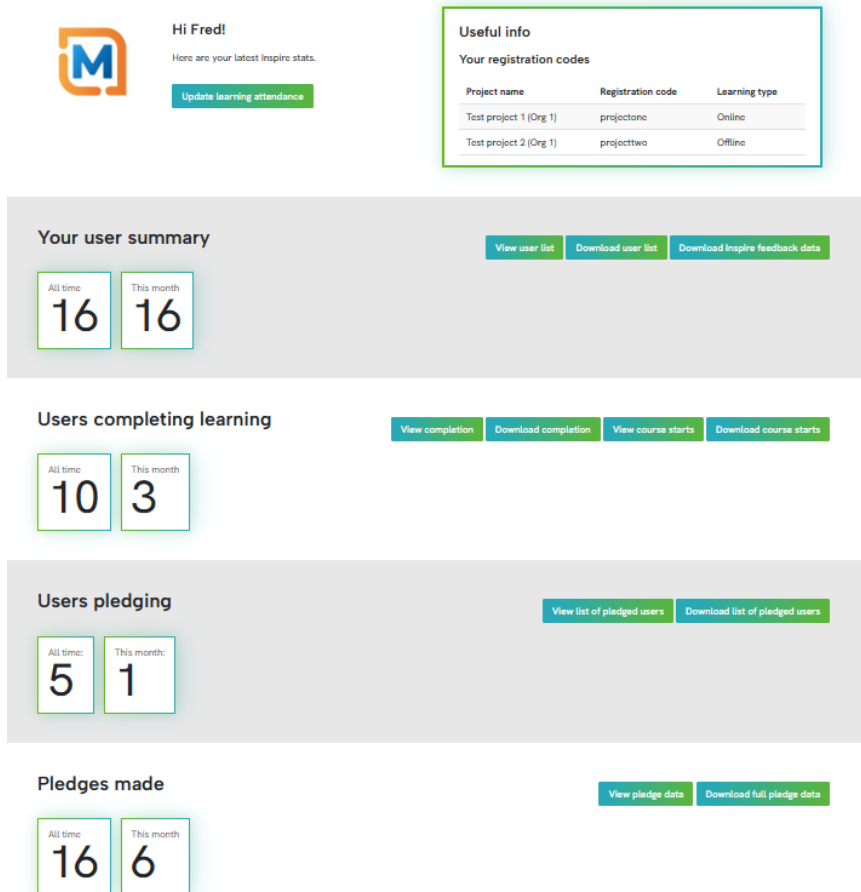 M
Hi Fred!
Here are your latest Inspire stats.
Update learning attendance
Useful info
Your registration codes
Project name Registration code Learning type
Test project 1 (Org 1) projectone Online
Test project 2 (Org 1) projecttwo Offline
Your user summary
View user list Download user list Download Inspire feedback data
All time This month
16 16
Users completing learning
View completion Download completion View course starts Download course starts
All time This month
10 3
Users pledging
View list of pledged users Download list of pledged users
All time: This month:
5 1
Pledges made
View pledge data Download full pledge data
All time This month
16 6